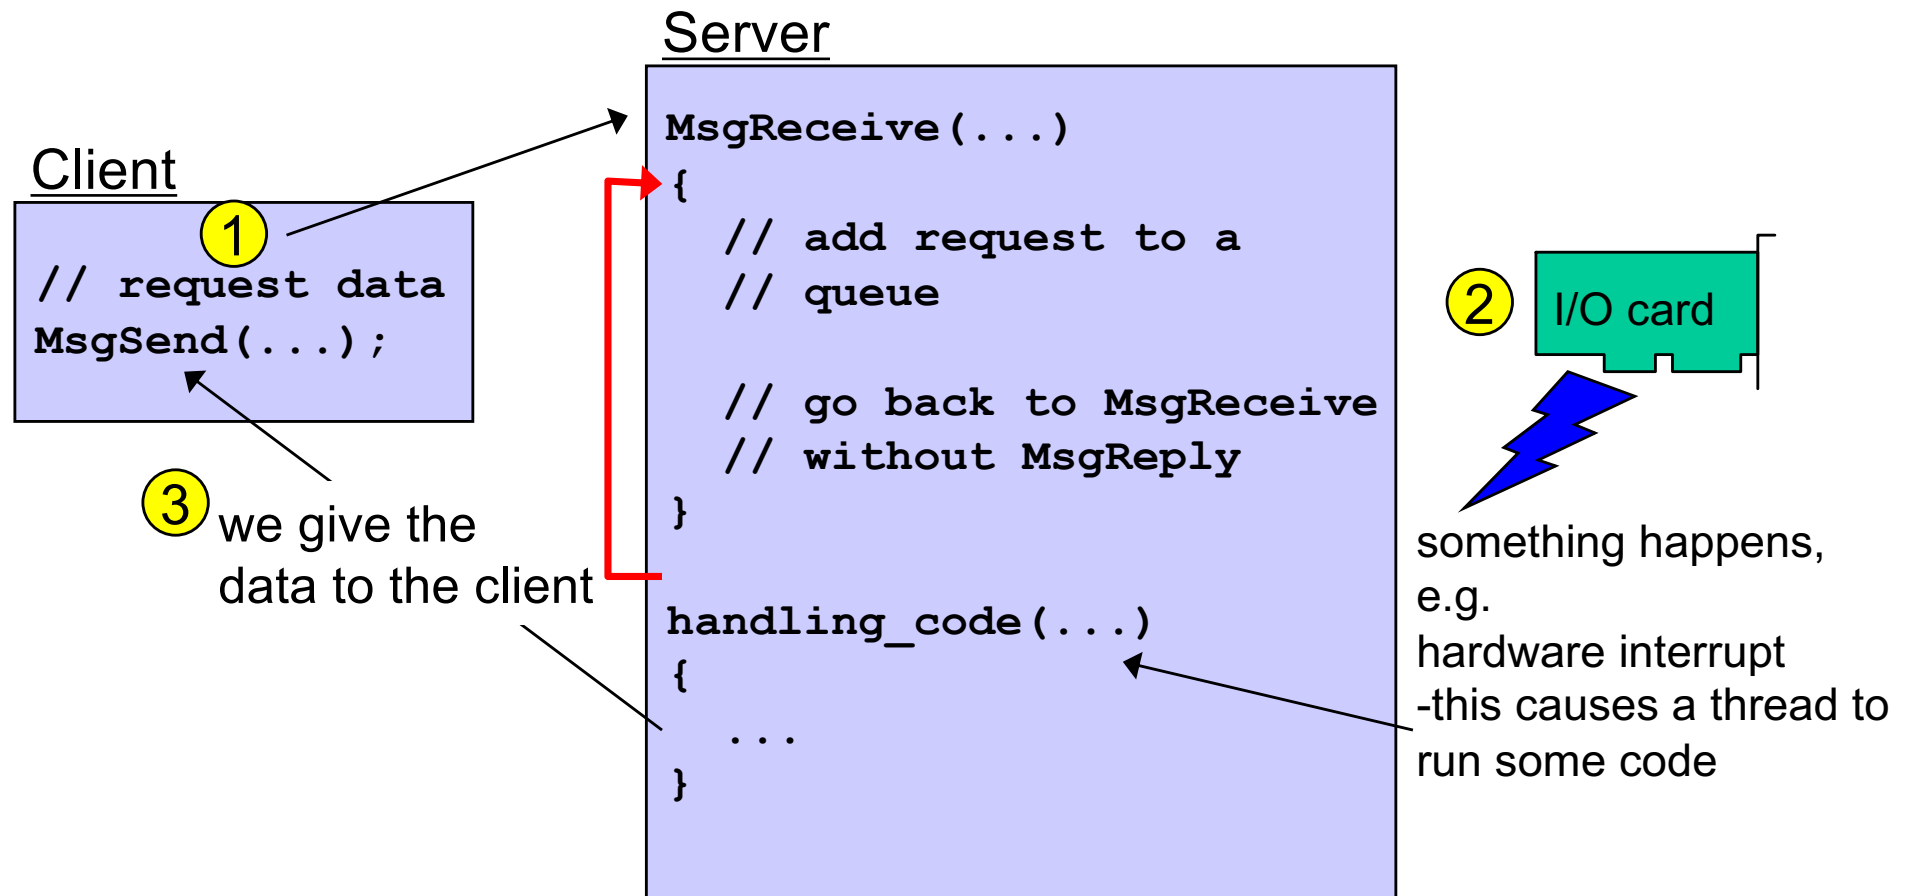 Server
MsgReceive(...)
{
// add request to a
// queue
// go back to MsgReceive
// without MsgReply
}
handling_code(...)
{
...
}
Client
1
// request data
MsgSend(...);
2
I/O card
something happens,
e.g.
hardware interrupt
-this causes a thread to
run some code
3
we give the
data to the client